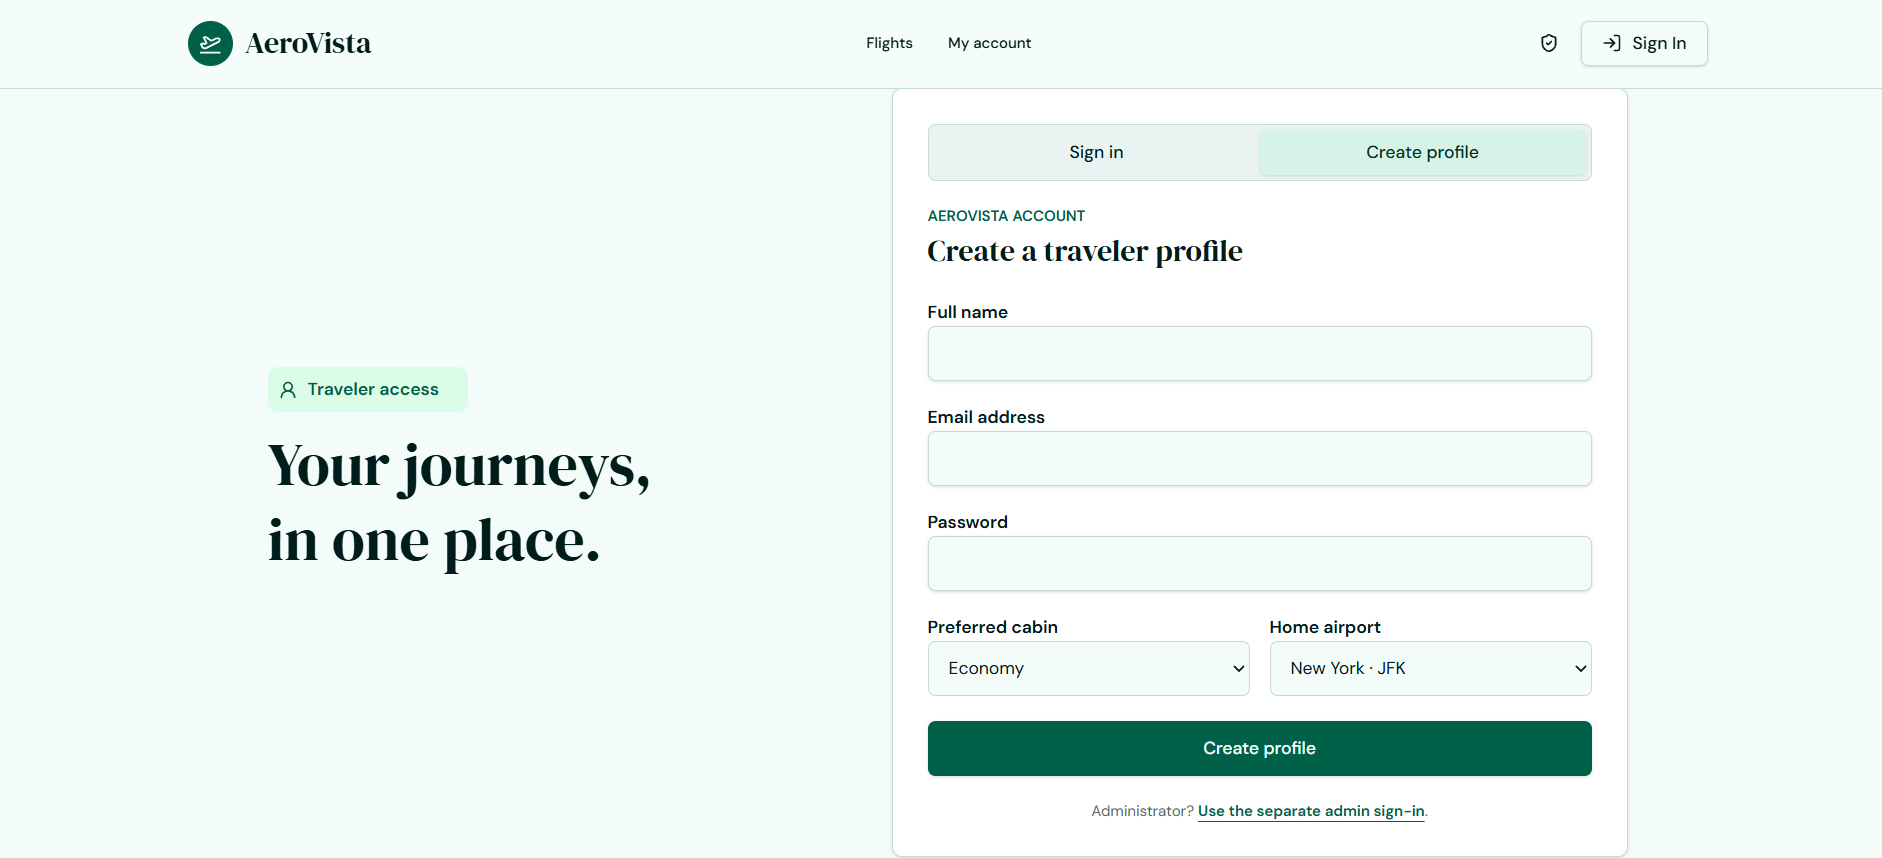 AeroVista
Flights
My account
Sign In
Traveler access
Your journeys,
in one place.
Sign in
Create profile
AEROVISTA ACCOUNT
Create a traveler profile
Full name
Email address
Password
Preferred cabin
Home airport
Economy
New York · JFK
Create profile
Administrator? Use the separate admin sign-in.